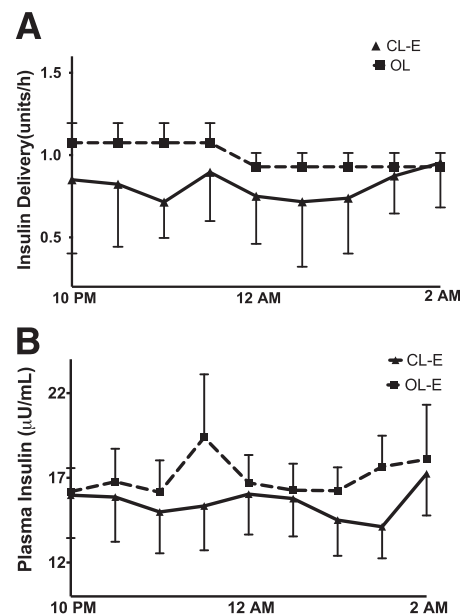 A
CL-E
OL
Insulin Delivery(units/h)
1.5
1.0
0.5
10 PM
12 AM
2 AM
B
CL-E
OL-E
Plasma Insulin (μU/mL)
22
17
12
10 PM
12 AM
2 AM